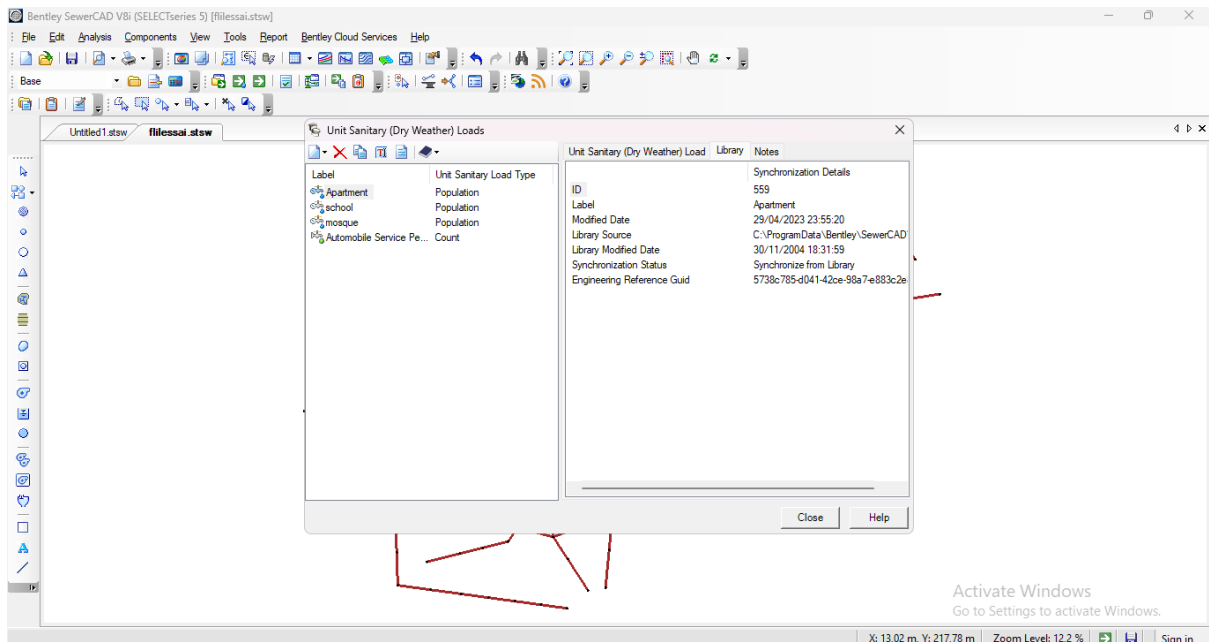 Bentley SewerCAD V8i (SELECTseries 5) [flilessai.stsw]
File Edit Analysis Components View Tools Report Bentley Cloud Services Help
Base
Untitled1.stsw flilessai.stsw
Unit Sanitary (Dry Weather) Loads
Unit Sanitary (Dry Weather) Load Library Notes
Label Unit Sanitary Load Type
Apartment Population
school Population
mosque Population
Automobile Service Pe... Count
Synchronization Details
ID 559
Label Apartment
Modified Date 29/04/2023 23:55:20
Library Source C:\ProgramData\Bentley\SewerCAD
Library Modified Date 30/11/2004 18:31:59
Synchronization Status Synchronize from Library
Engineering Reference Guid 5738c785-d041-42ce-98a7-e883c2e
Close Help
Activate Windows
Go to Settings to activate Windows.
X: 13.02 m, Y: 217.78 m Zoom Level: 12.2 % Sign in